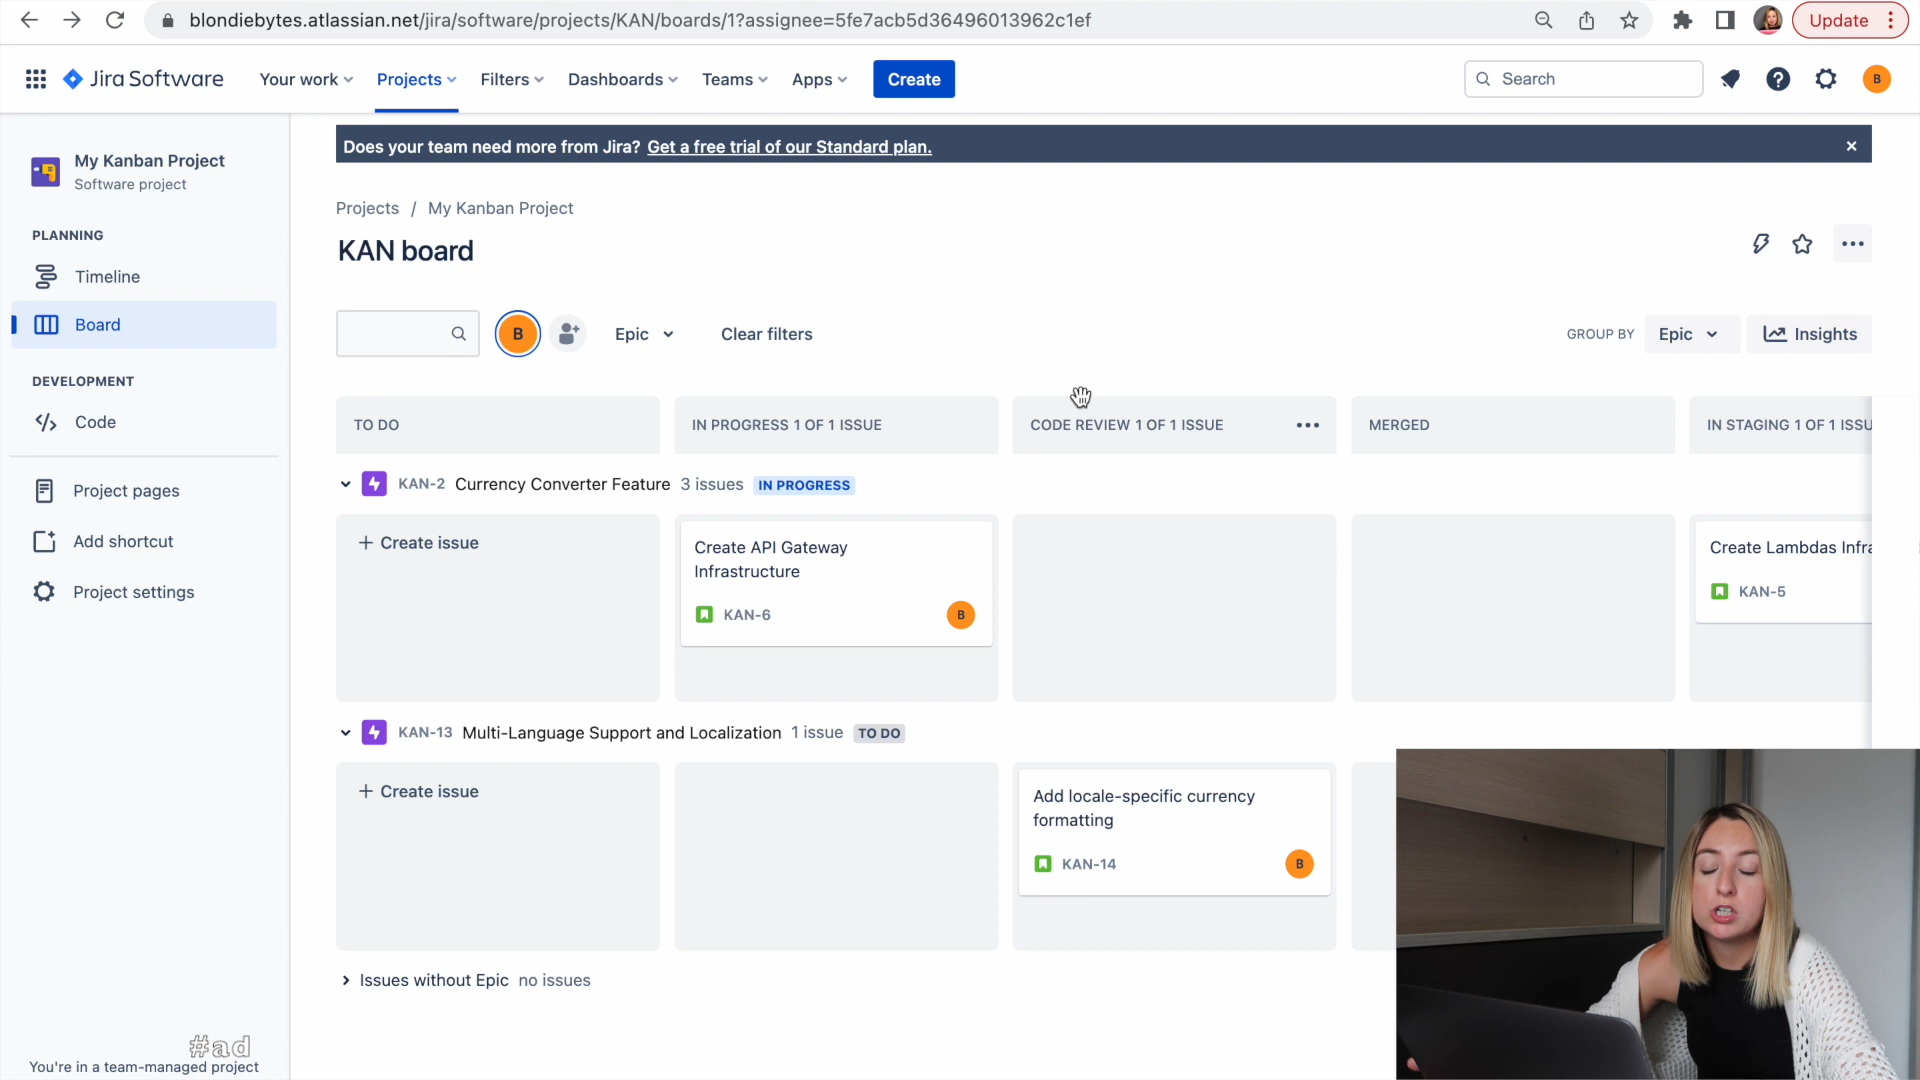 blondiebytes.atlassian.net/jira/software/projects/KAN/boards/1?assignee=5fe7acb5d36496013962c1ef
Update
Jira Software
Your work
Projects
Filters
Dashboards
Teams
Apps
Create
Search
B
My Kanban Project
Software project
PLANNING
Timeline
Board
DEVELOPMENT
Code
Project pages
Add shortcut
Project settings
#ad
You're in a team-managed project
Does your team need more from Jira? Get a free trial of our Standard plan.
Projects / My Kanban Project
KAN board
B
Epic
Clear filters
GROUP BY
Epic
Insights
TO DO
IN PROGRESS 1 OF 1 ISSUE
CODE REVIEW 1 OF 1 ISSUE
MERGED
IN STAGING 1 OF 1 ISSU
KAN-2 Currency Converter Feature 3 issues IN PROGRESS
+ Create issue
Create API Gateway
Infrastructure
KAN-6
B
Create Lambdas Infra
KAN-5
KAN-13 Multi-Language Support and Localization 1 issue TO DO
+ Create issue
Add locale-specific currency
formatting
KAN-14
B
Issues without Epic no issues